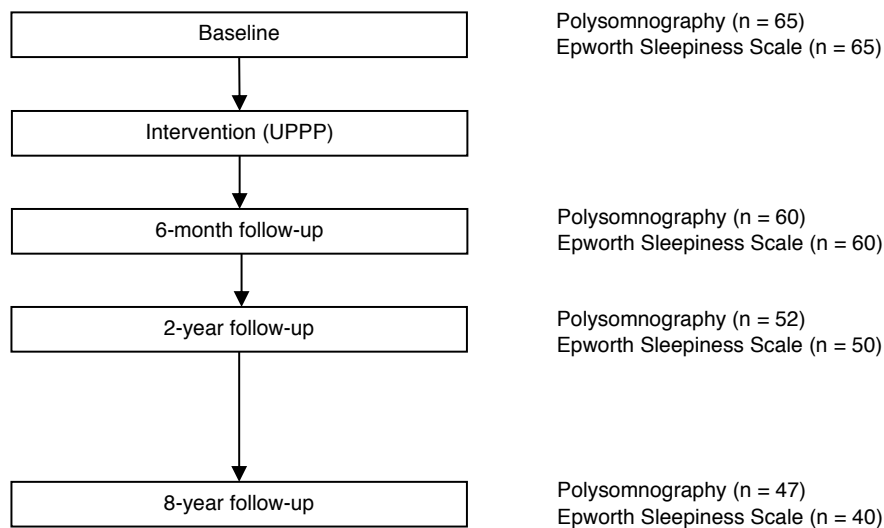 Baseline
Polysomnography (n = 65)
Epworth Sleepiness Scale (n = 65)
Intervention (UPPP)
6-month follow-up
Polysomnography (n = 60)
Epworth Sleepiness Scale (n = 60)
2-year follow-up
Polysomnography (n = 52)
Epworth Sleepiness Scale (n = 50)
8-year follow-up
Polysomnography (n = 47)
Epworth Sleepiness Scale (n = 40)